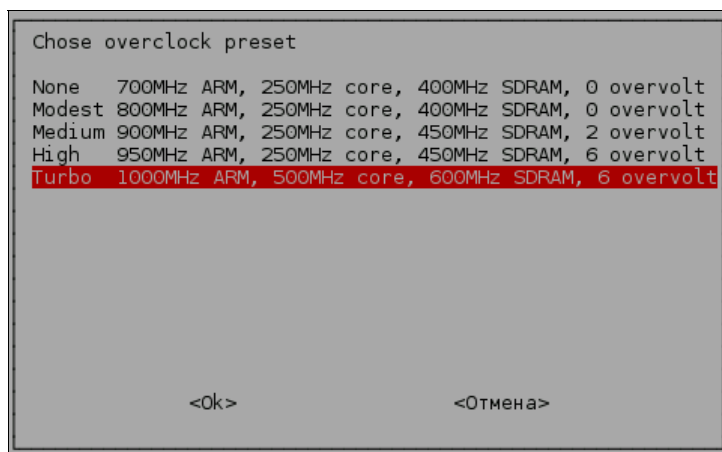 Chose overclock preset
None 700MHz ARM, 250MHz core, 400MHz SDRAM, 0 overvolt
Modest 800MHz ARM, 250MHz core, 400MHz SDRAM, 0 overvolt
Medium 900MHz ARM, 250MHz core, 450MHz SDRAM, 2 overvolt
High 950MHz ARM, 250MHz core, 450MHz SDRAM, 6 overvolt
Turbo 1000MHz ARM, 500MHz core, 600MHz SDRAM, 6 overvolt
<Ok> <Отмена>